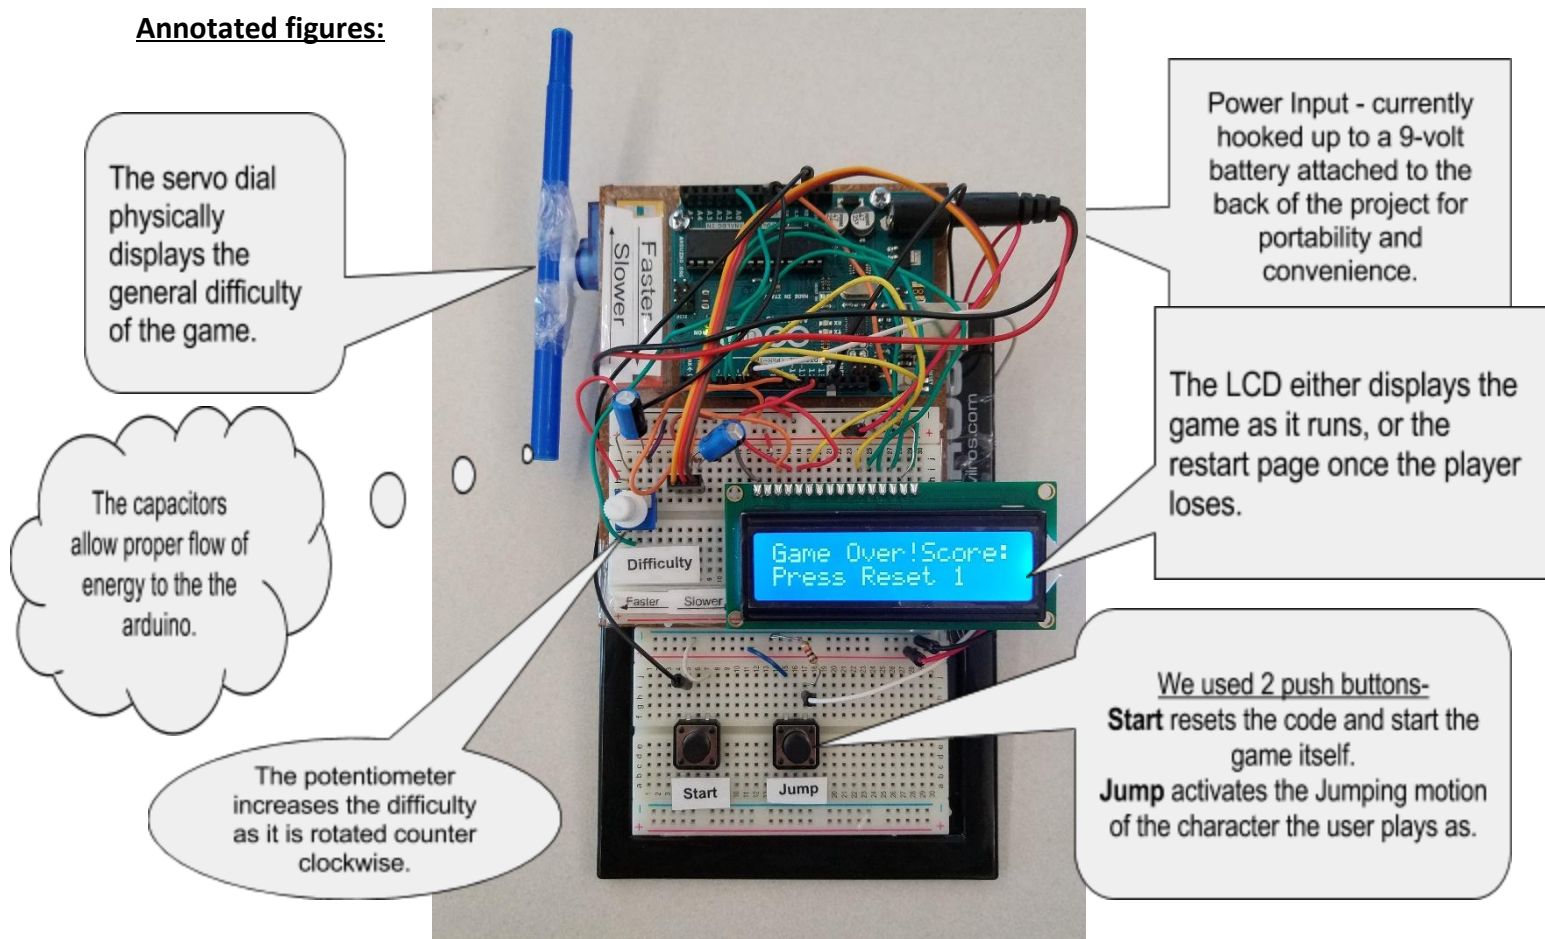 Annotated figures:
The servo dial
physically
displays the
general difficulty
of the game.
Power Input - currently
hooked up to a 9-volt
battery attached to the
back of the project for
portability and
convenience.
Faster
Slower
The LCD either displays the
game as it runs, or the
restart page once the player
loses.
The capacitors
allow proper flow of
energy to the the
arduino.
Game Over!Score:
Press Reset 1
Difficulty
Faster Slower
The potentiometer
increases the difficulty
as it is rotated counter
clockwise.
We used 2 push buttons-
Start resets the code and start the
game itself.
Jump activates the Jumping motion
of the character the user plays as.
Start
Jump